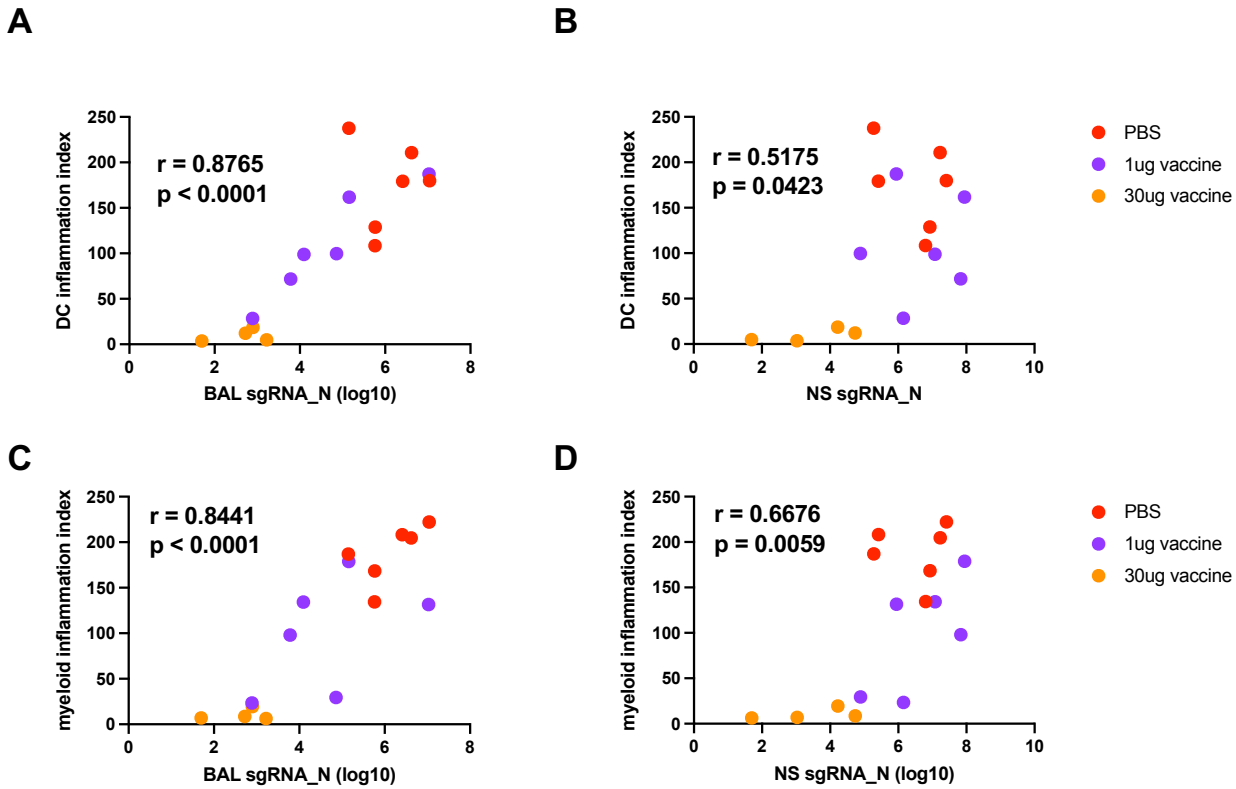 A
B
250
200
150
100
50
0
DC inflammation index
r = 0.8765
p < 0.0001
0 2 4 6 8
BAL sgRNA_N (log10)
250
200
150
100
50
0
DC inflammation index
r = 0.5175
p = 0.0423
0 2 4 6 8 10
NS sgRNA_N
PBS
1ug vaccine
30ug vaccine
C
D
250
200
150
100
50
0
myeloid inflammation index
r = 0.8441
p < 0.0001
0 2 4 6 8
BAL sgRNA_N (log10)
250
200
150
100
50
0
myeloid inflammation index
r = 0.6676
p = 0.0059
0 2 4 6 8 10
NS sgRNA_N (log10)
PBS
1ug vaccine
30ug vaccine